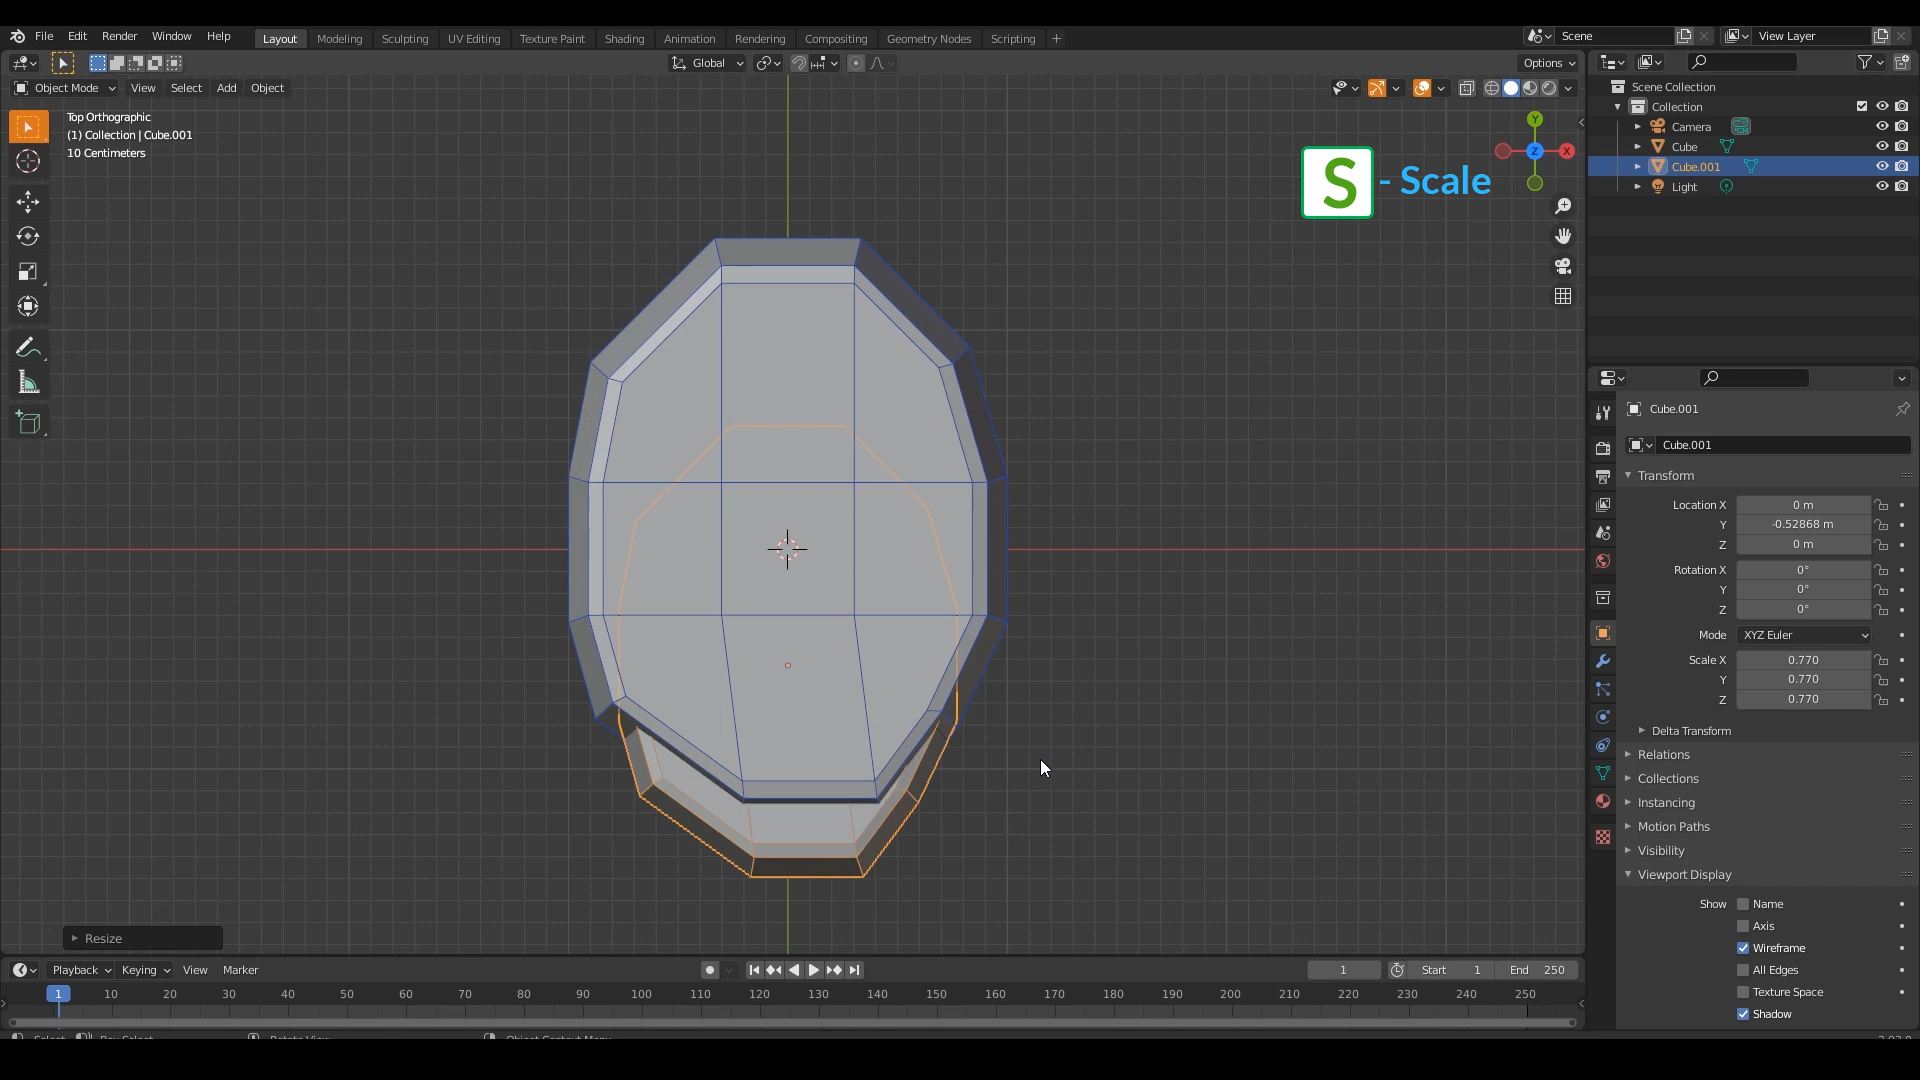 File Edit Render Window Help Layout Modeling Sculpting UV Editing Texture Paint Shading Animation Rendering Compositing Geometry Nodes Scripting + Scene View Layer
Global Options
Object Mode View Select Add Object
Top Orthographic
(1) Collection | Cube.001
10 Centimeters
S - Scale
Y
Z X
Scene Collection
Collection
Camera
Cube
Cube.001
Light
Cube.001
Cube.001
Transform
Location X 0 m
Y -0.52868 m
Z 0 m
Rotation X 0°
Y 0°
Z 0°
Mode XYZ Euler
Scale X 0.770
Y 0.770
Z 0.770
Delta Transform
Relations
Collections
Instancing
Motion Paths
Visibility
Viewport Display
Show Name
Axis
Wireframe
All Edges
Texture Space
Shadow
Resize
Playback Keying View Marker 1 Start 1 End 250
1 10 20 30 40 50 60 70 80 90 100 110 120 130 140 150 160 170 180 190 200 210 220 230 240 250